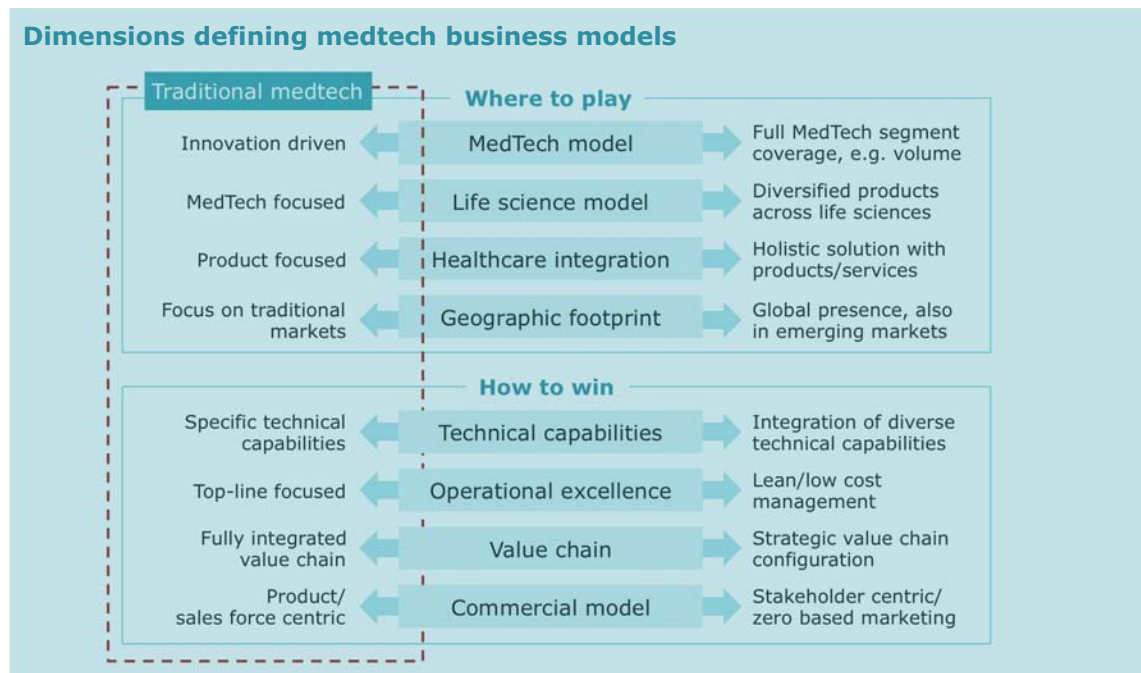 Dimensions defining medtech business models
Traditional medtech
Where to play
Innovation driven
MedTech model
Full MedTech segment
coverage, e.g. volume
MedTech focused
Life science model
Diversified products
across life sciences
Product focused
Healthcare integration
Holistic solution with
products/services
Focus on traditional
markets
Geographic footprint
Global presence, also
in emerging markets
How to win
Specific technical
capabilities
Technical capabilities
Integration of diverse
technical capabilities
Top-line focused
Operational excellence
Lean/low cost
management
Fully integrated
value chain
Value chain
Strategic value chain
configuration
Product/
sales force centric
Commercial model
Stakeholder centric/
zero based marketing